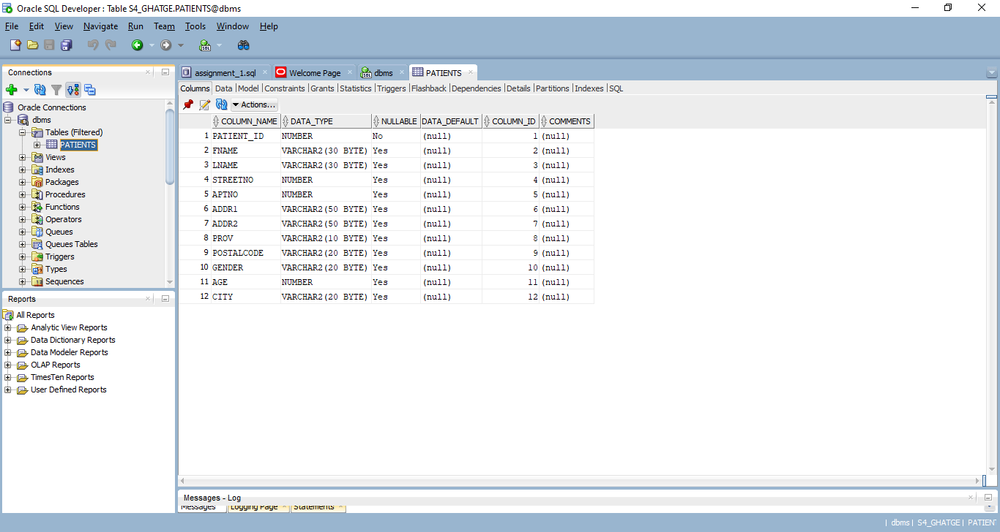 Oracle SQL Developer : Table S4_GHATGE.PATIENTS@dbms
File Edit View Navigate Run Team Tools Window Help
Connections
Oracle Connections
dbms
Tables (Filtered)
PATIENTS
Views
Indexes
Packages
Procedures
Functions
Operators
Queues
Queues Tables
Triggers
Types
Sequences
Reports
All Reports
Analytic View Reports
Data Dictionary Reports
Data Modeler Reports
OLAP Reports
TimesTen Reports
User Defined Reports
assignment_1.sql Welcome Page dbms PATIENTS
Columns Data Model Constraints Grants Statistics Triggers Flashback Dependencies Details Partitions Indexes SQL
Actions...
COLUMN_NAME DATA_TYPE NULLABLE DATA_DEFAULT COLUMN_ID COMMENTS
1 PATIENT_ID NUMBER No (null) 1 (null)
2 FNAME VARCHAR2(30 BYTE) Yes (null) 2 (null)
3 LNAME VARCHAR2(30 BYTE) Yes (null) 3 (null)
4 STREETNO NUMBER Yes (null) 4 (null)
5 APTNO NUMBER Yes (null) 5 (null)
6 ADDR1 VARCHAR2(50 BYTE) Yes (null) 6 (null)
7 ADDR2 VARCHAR2(50 BYTE) Yes (null) 7 (null)
8 PROV VARCHAR2(10 BYTE) Yes (null) 8 (null)
9 POSTALCODE VARCHAR2(20 BYTE) Yes (null) 9 (null)
10 GENDER VARCHAR2(20 BYTE) Yes (null) 10 (null)
11 AGE NUMBER Yes (null) 11 (null)
12 CITY VARCHAR2(20 BYTE) Yes (null) 12 (null)
Messages - Log
Messages Logging Page Statements
| dbms | S4_GHATGE | PATIEN